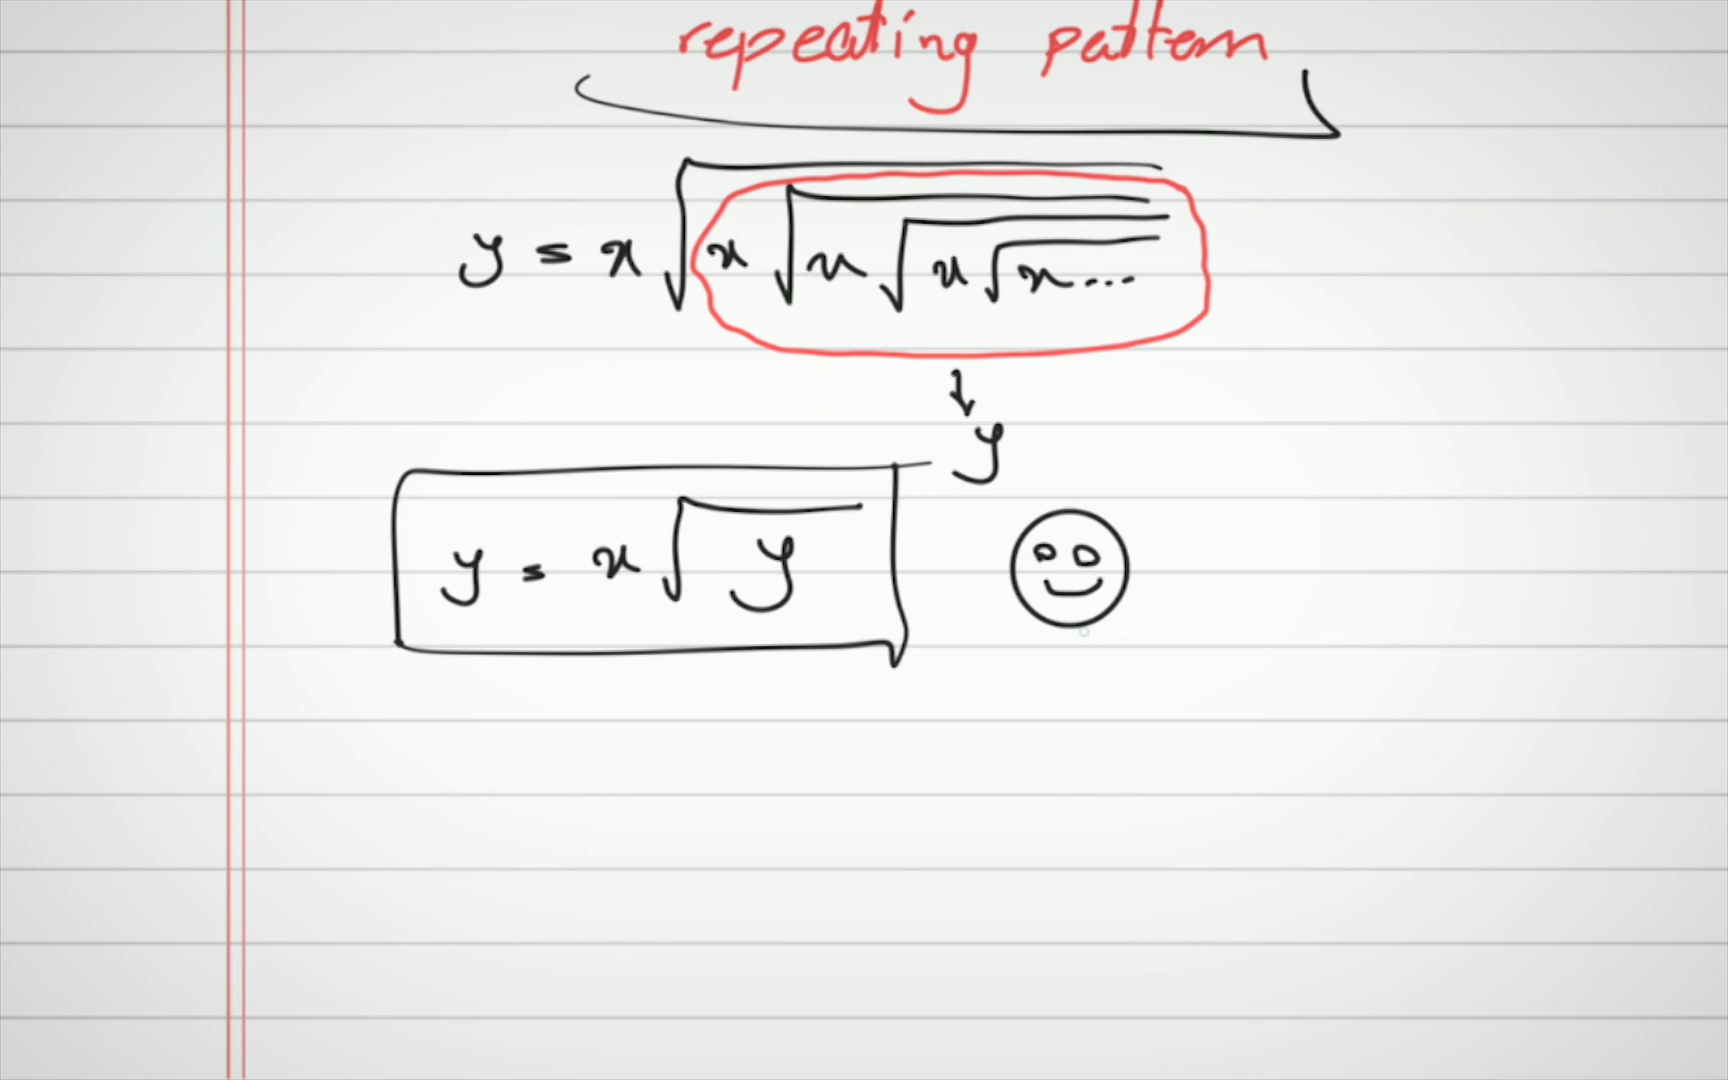 repeating pattern
y = x√(x√(x√(x√(x...
y
y = x√y